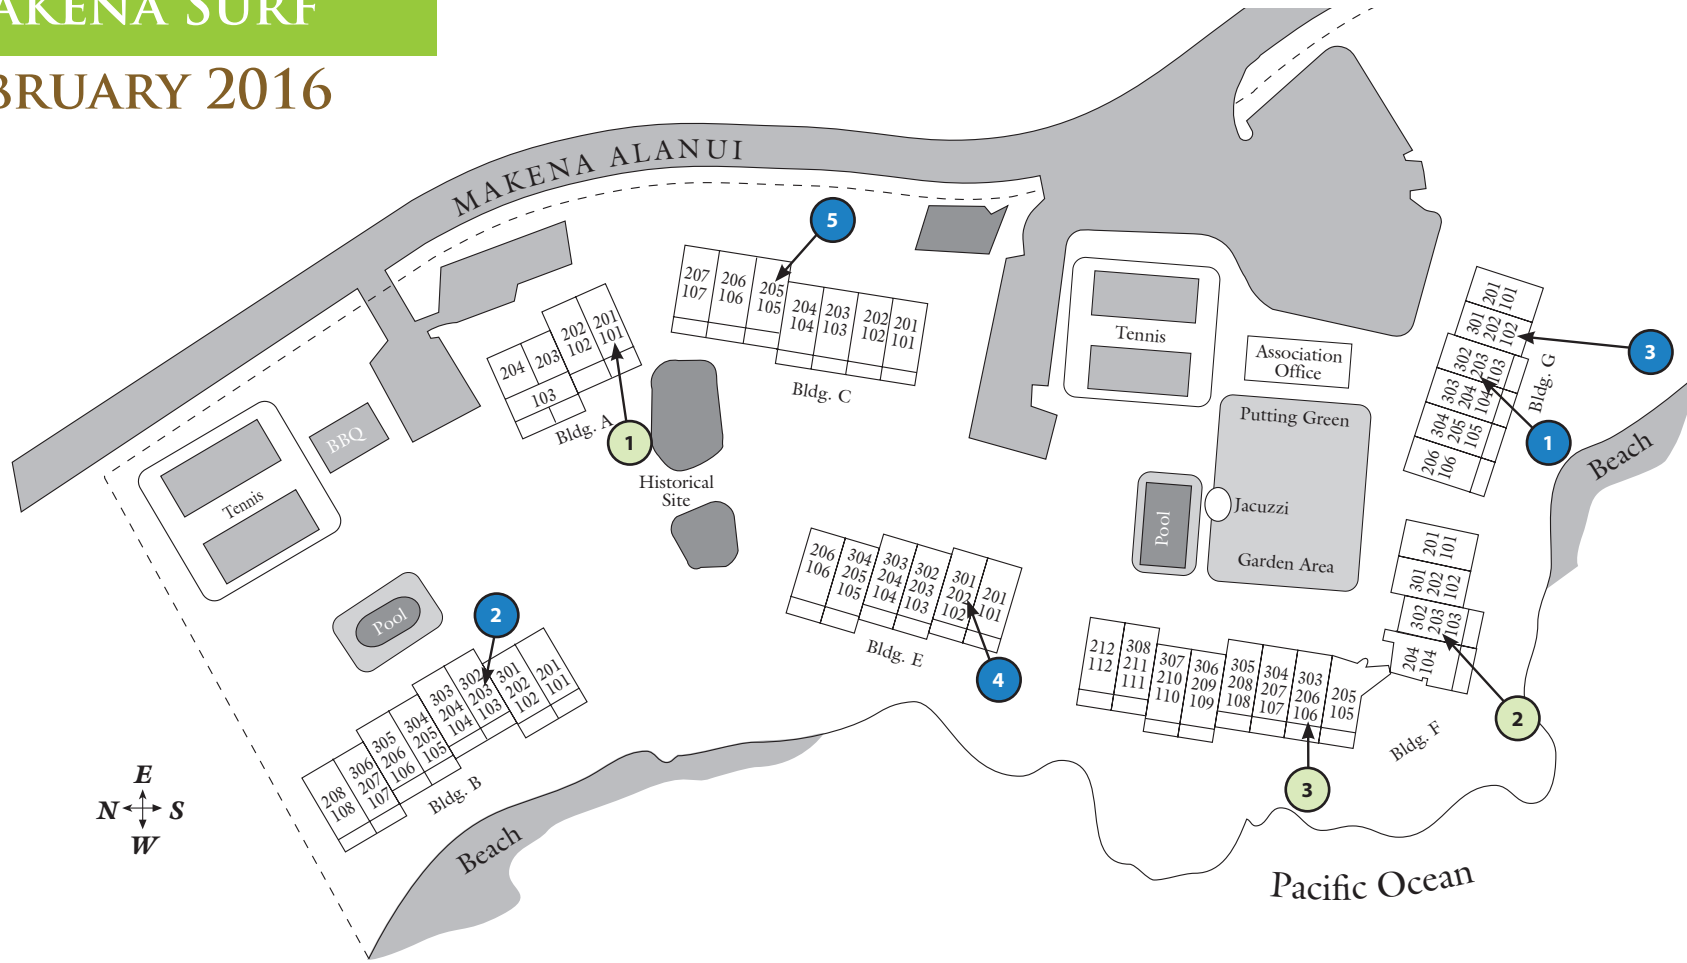 AKENA SURF
BRUARY 2016
MAKENA ALANUI
5
207 206 205 204 203 202 201
107 106 105 104 103 102 101
Bldg. C
204 203 202 201
103 102 101
Bldg. A
1
Historical
Site
BBQ
Tennis
Pool
2
208 306 305 304 303 302 301 201
108 207 206 205 204 203 202 101
107 106 105 104 103 102
Bldg. B
Beach
E
N S
W
206 304 303 302 301 201
106 205 204 203 202 101
105 104 103 102
Bldg. E
4
Tennis
Association
Office
Putting Green
Jacuzzi
Garden Area
Pool
201 101
301 202 102
302 203 103
303 204 104
304 205 105
206 106
Bldg. G
3
1
Beach
201 101
301 202 102
302 203 103
204 104
2
212 308 307 306 305 304 303 205
112 211 210 209 208 207 206 105
111 110 109 108 107 106
Bldg. F
3
Pacific Ocean